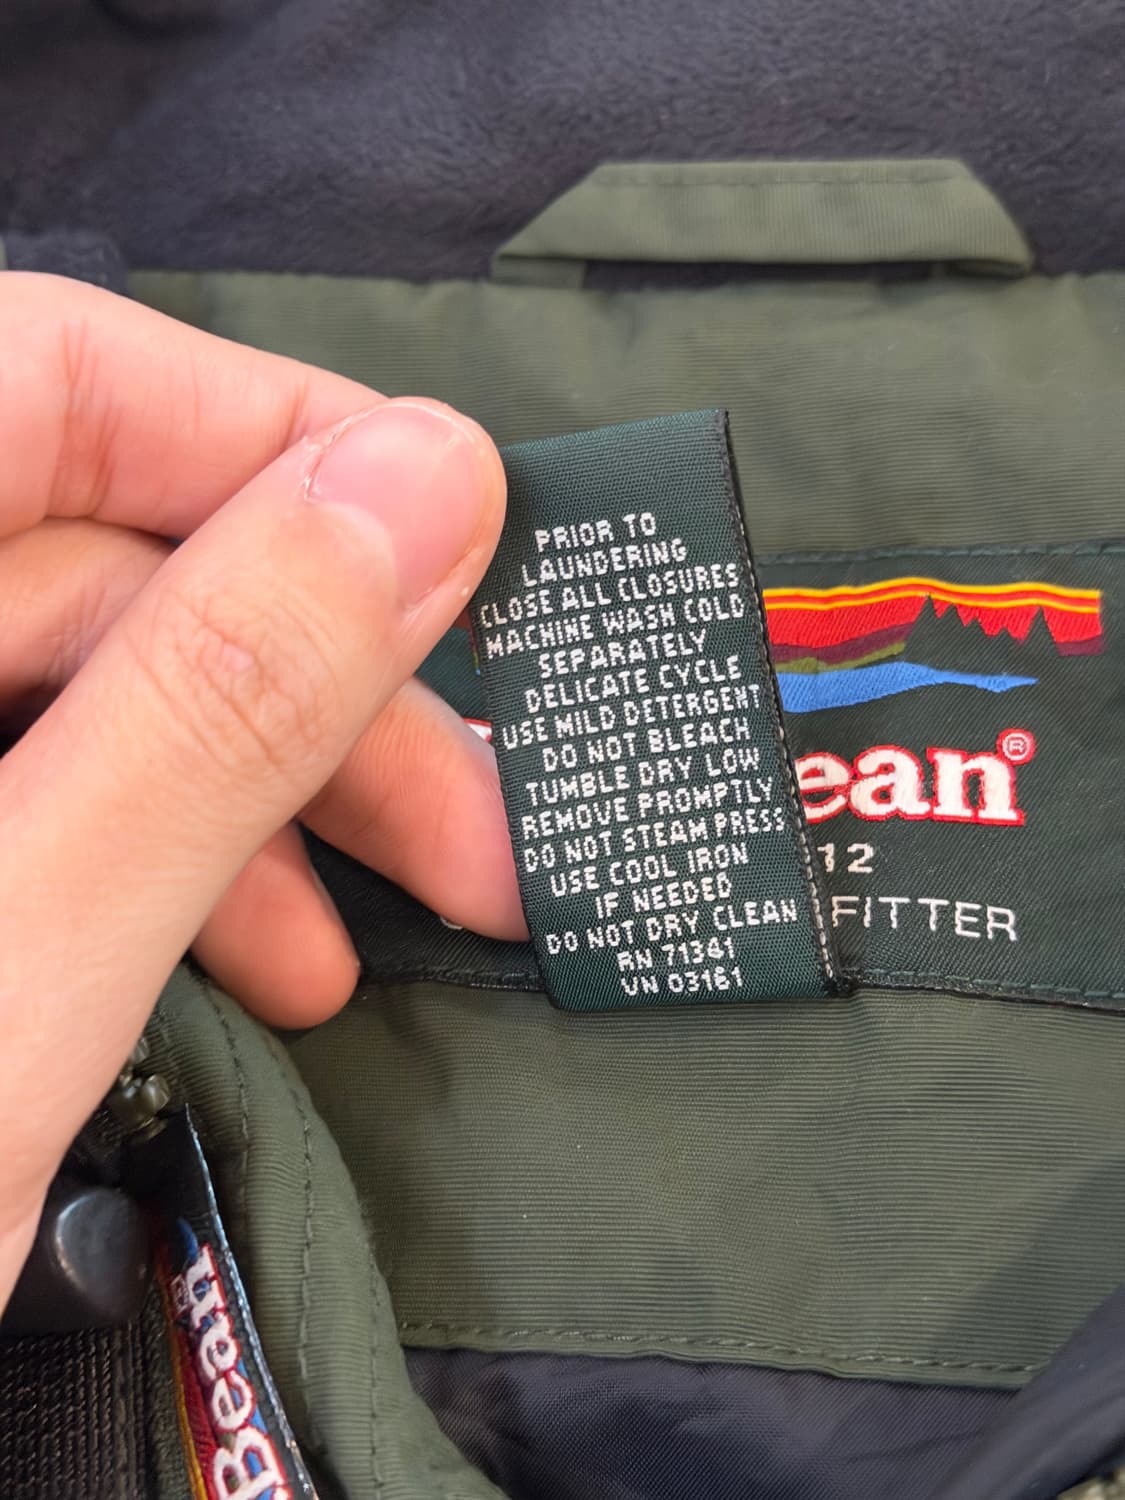 PRIOR TO
LAUNDERING
CLOSE ALL CLOSURES
MACHINE WASH COLD
SEPARATELY
DELICATE CYCLE
USE MILD DETERGENT
DO NOT BLEACH
TUMBLE DRY LOW
REMOVE PROMPTLY
DO NOT STEAM PRESS
USE COOL IRON
IF NEEDED
DO NOT DRY CLEAN
RN 71341
VN 03161
ean®
12
FITTER
Bean